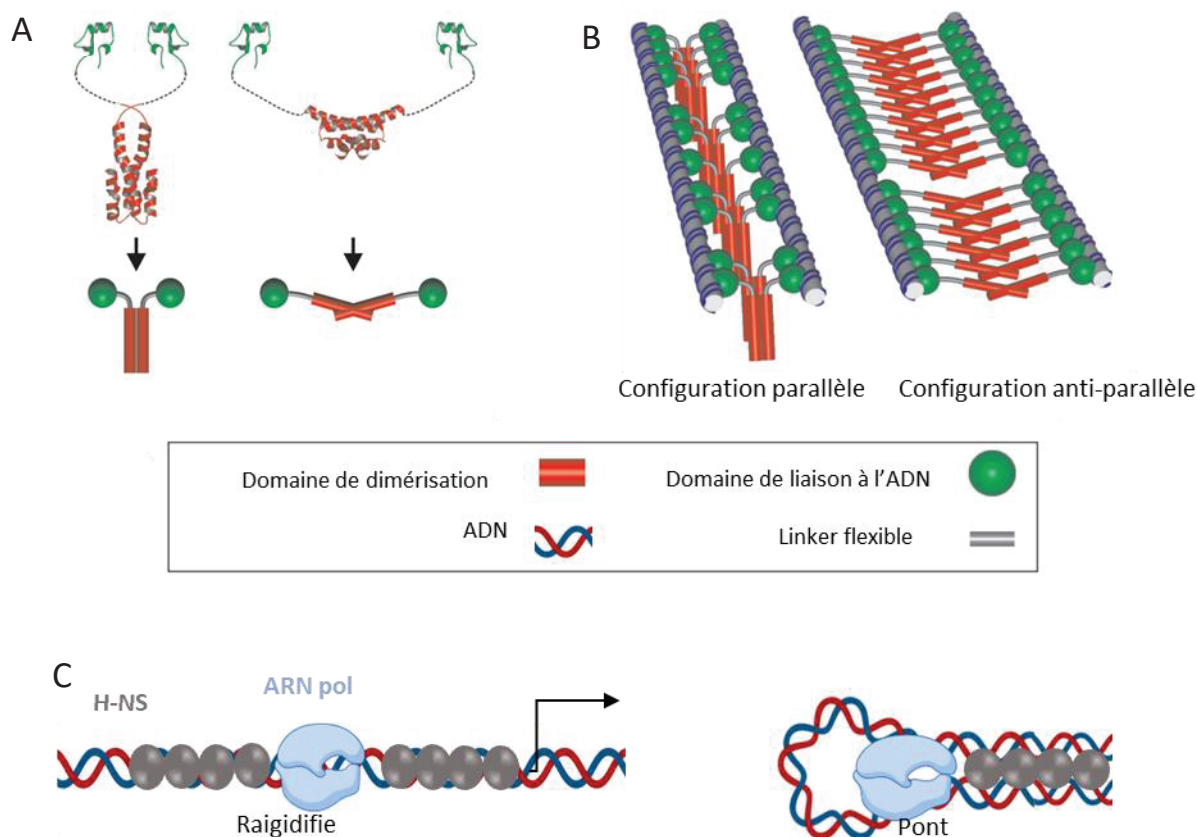 A
B
Configuration parallèle
Configuration anti-parallèle
Domaine de dimérisation
Domaine de liaison à l'ADN
ADN
Linker flexible
C
H-NS
ARN pol
Raigidifie
Pont